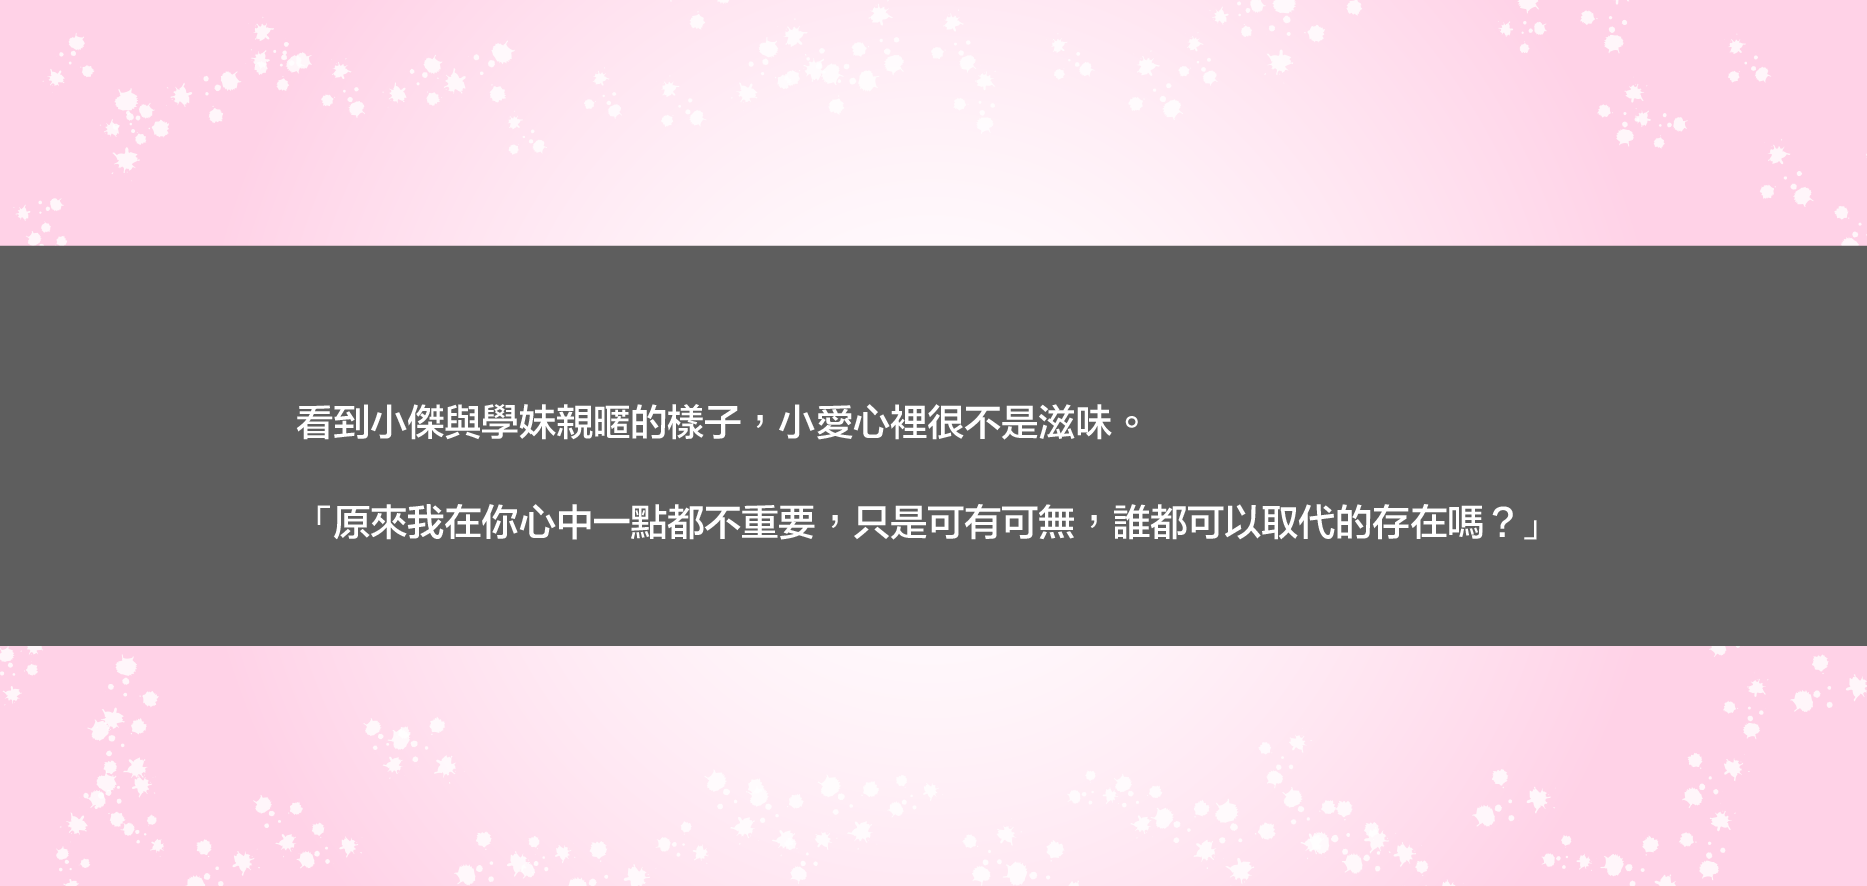 看到小傑與學妹親暱的樣子，小愛心裡很不是滋味。
「原來我在你心中一點都不重要，只是可有可無，誰都可以取代的存在嗎？」